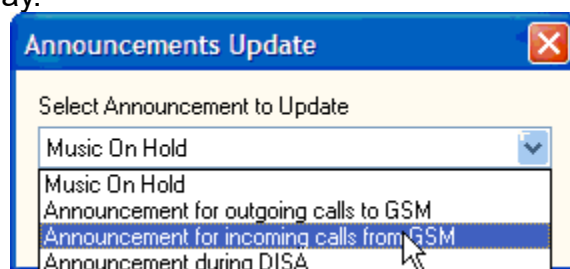 ay.
Announcements Update
Select Announcement to Update
Music On Hold
Music On Hold
Announcement for outgoing calls to GSM
Announcement for incoming calls from GSM
Announcement during DISA